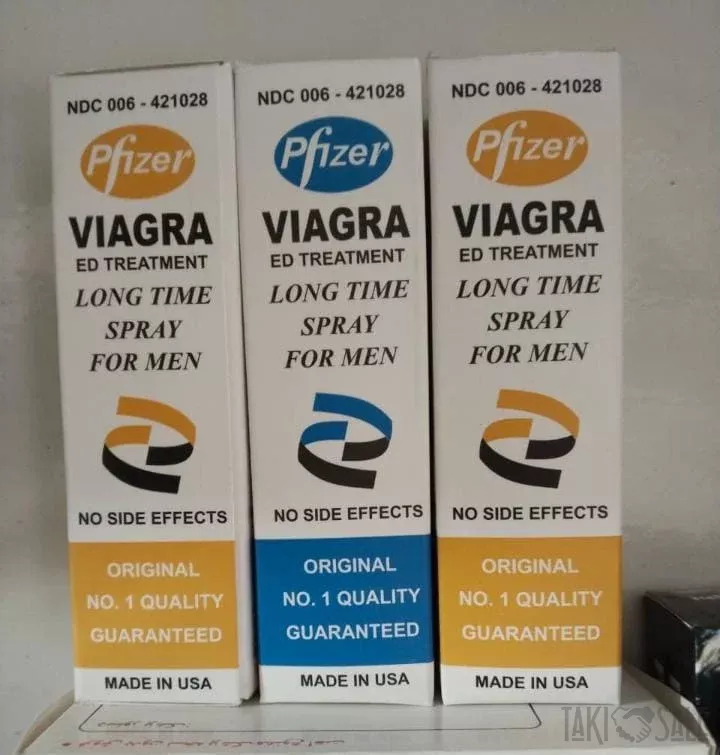 NDC 006 - 421028
Pfizer
VIAGRA
ED TREATMENT
LONG TIME
SPRAY
FOR MEN
NO SIDE EFFECTS
ORIGINAL
NO. 1 QUALITY
GUARANTEED
MADE IN USA
NDC 006 - 421028
Pfizer
VIAGRA
ED TREATMENT
LONG TIME
SPRAY
FOR MEN
NO SIDE EFFECTS
ORIGINAL
NO. 1 QUALITY
GUARANTEED
MADE IN USA
NDC 006 - 421028
Pfizer
VIAGRA
ED TREATMENT
LONG TIME
SPRAY
FOR MEN
NO SIDE EFFECTS
ORIGINAL
NO. 1 QUALITY
GUARANTEED
MADE IN USA